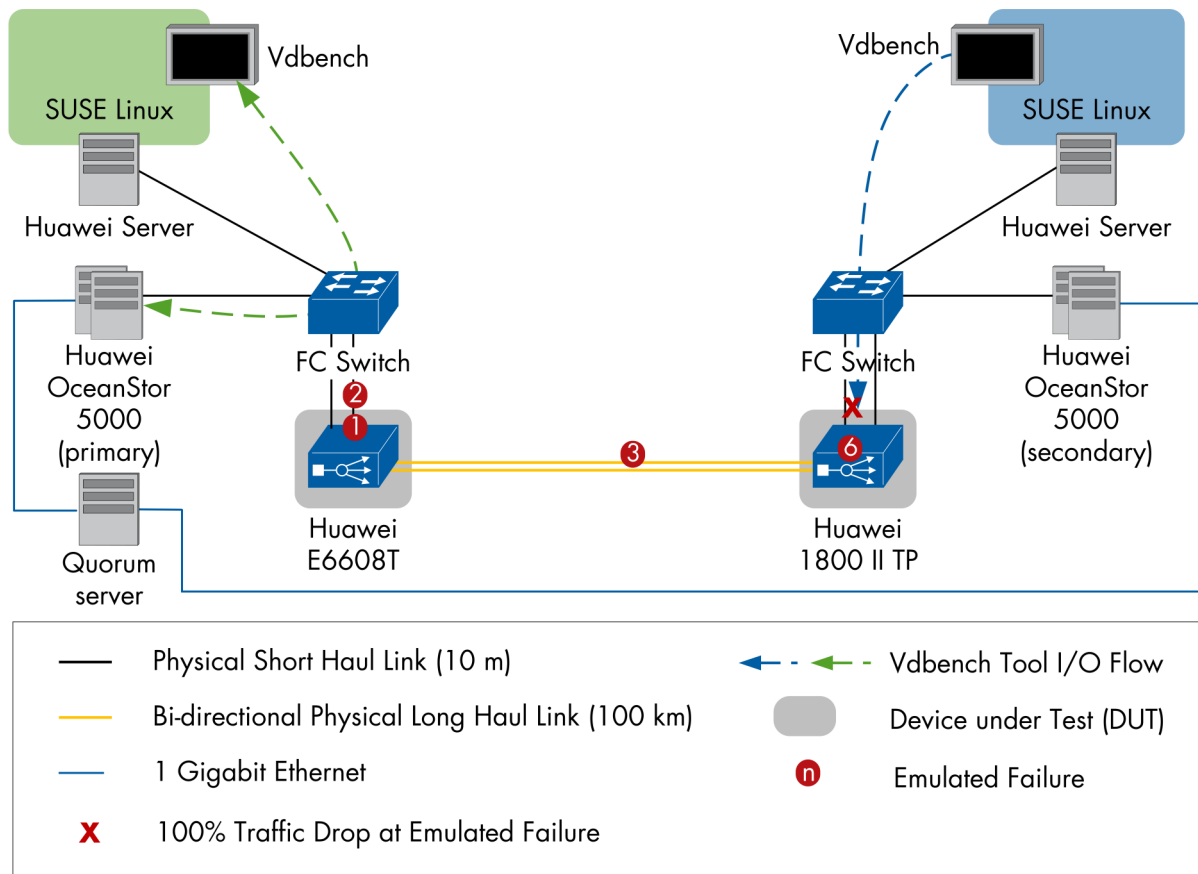 Vdbench
SUSE Linux
Huawei Server
Huawei
OceanStor
5000
(primary)
Quorum
server
FC Switch
2
1
Huawei
E6608T
3
Vdbench
SUSE Linux
Huawei Server
FC Switch
X
6
Huawei
1800 II TP
Huawei
OceanStor
5000
(secondary)
Physical Short Haul Link (10 m)
Bi-directional Physical Long Haul Link (100 km)
1 Gigabit Ethernet
X
100% Traffic Drop at Emulated Failure
Vdbench Tool I/O Flow
Device under Test (DUT)
n
Emulated Failure